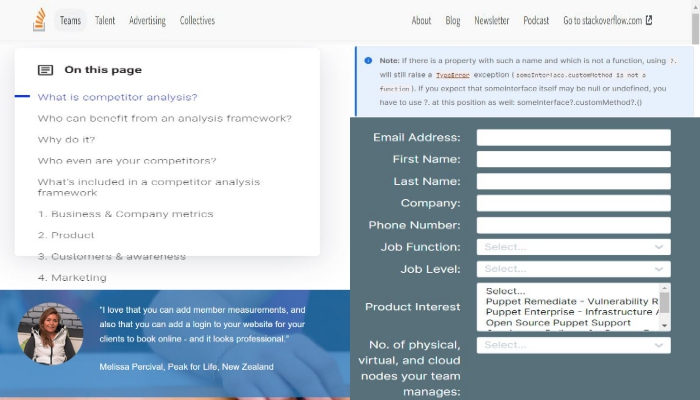 Teams Talent Advertising Collectives About Blog Newsletter Podcast Go to stackoverflow.com
On this page
What is competitor analysis?
Who can benefit from an analysis framework?
Why do it?
Who even are your competitors?
What's included in a competitor analysis
framework
1. Business & Company metrics
2. Product
3. Customers & awareness
4. Marketing
"I love that you can add member measurements, and
also that you can add a login to your website for your
clients to book online - and it looks professional."
Melissa Percival, Peak for Life, New Zealand
Note: If there is a property with such a name and which is not a function, using ?.
will still raise a TypeError exception (someInterface.customMethod is not a
function). If you expect that someInterface itself may be null or undefined, you
have to use ?. at this position as well: someInterface?.customMethod?.()
Email Address:
First Name:
Last Name:
Company:
Phone Number:
Job Function: Select...
Job Level: Select...
Product Interest
Select...
Puppet Remediate - Vulnerability R
Puppet Enterprise - Infrastructure
Open Source Puppet Support
No. of physical, Select...
virtual, and cloud
nodes your team
manages: